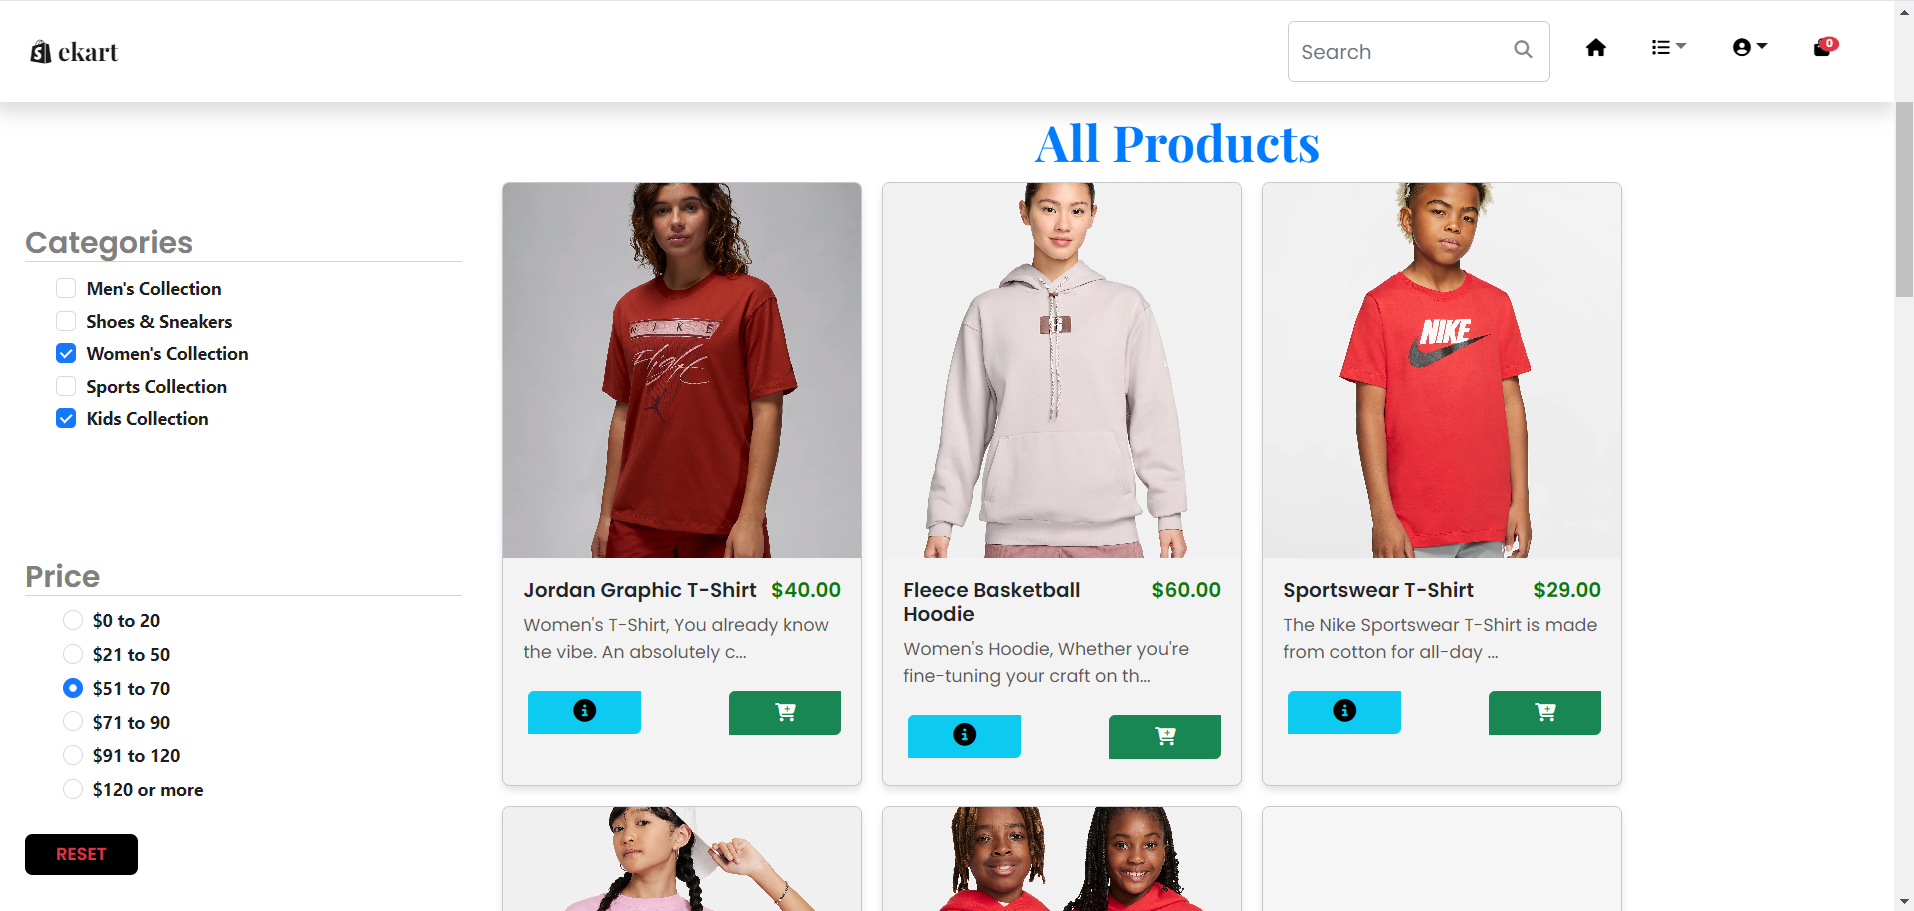 ekart
Search
0
All Products
Categories
Men's Collection
Shoes & Sneakers
Women's Collection
Sports Collection
Kids Collection
Price
$0 to 20
$21 to 50
$51 to 70
$71 to 90
$91 to 120
$120 or more
RESET
NIKE
Flight
Jordan Graphic T-Shirt $40.00
Women's T-Shirt, You already know
the vibe. An absolutely c...
Fleece Basketball $60.00
Hoodie
Women's Hoodie, Whether you're
fine-tuning your craft on th...
NIKE
Sportswear T-Shirt $29.00
The Nike Sportswear T-Shirt is made
from cotton for all-day ...